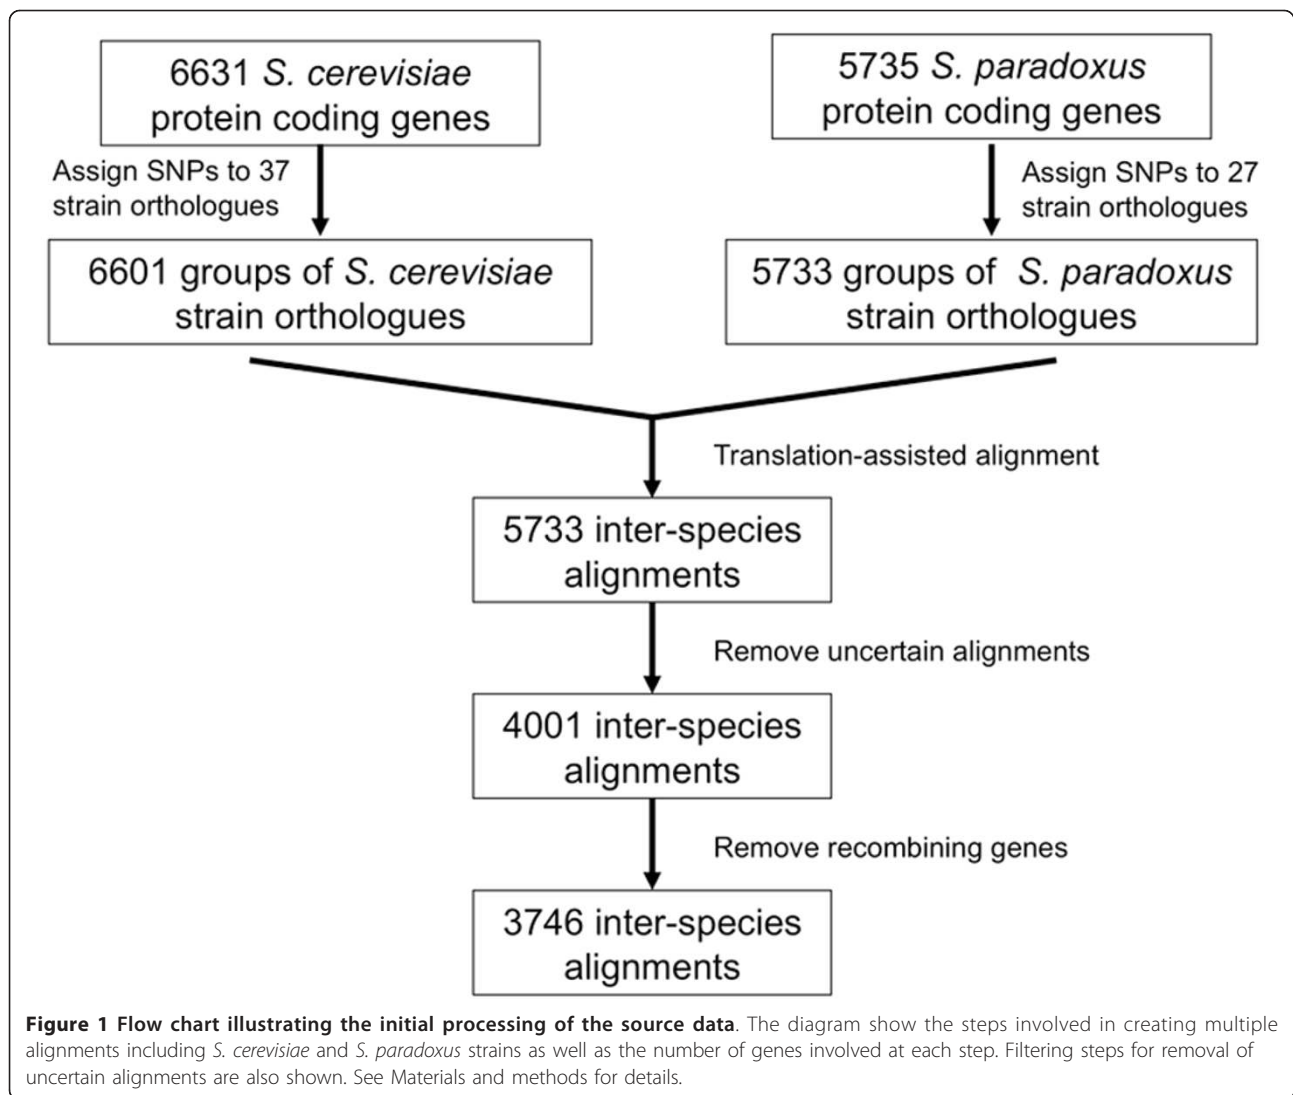 6631 S. cerevisiae
protein coding genes
5735 S. paradoxus
protein coding genes
Assign SNPs to 37
strain orthologues
Assign SNPs to 27
strain orthologues
6601 groups of S. cerevisiae
strain orthologues
5733 groups of S. paradoxus
strain orthologues
Translation-assisted alignment
5733 inter-species
alignments
Remove uncertain alignments
4001 inter-species
alignments
Remove recombining genes
3746 inter-species
alignments
Figure 1 Flow chart illustrating the initial processing of the source data. The diagram show the steps involved in creating multiple
alignments including S. cerevisiae and S. paradoxus strains as well as the number of genes involved at each step. Filtering steps for removal of
uncertain alignments are also shown. See Materials and methods for details.